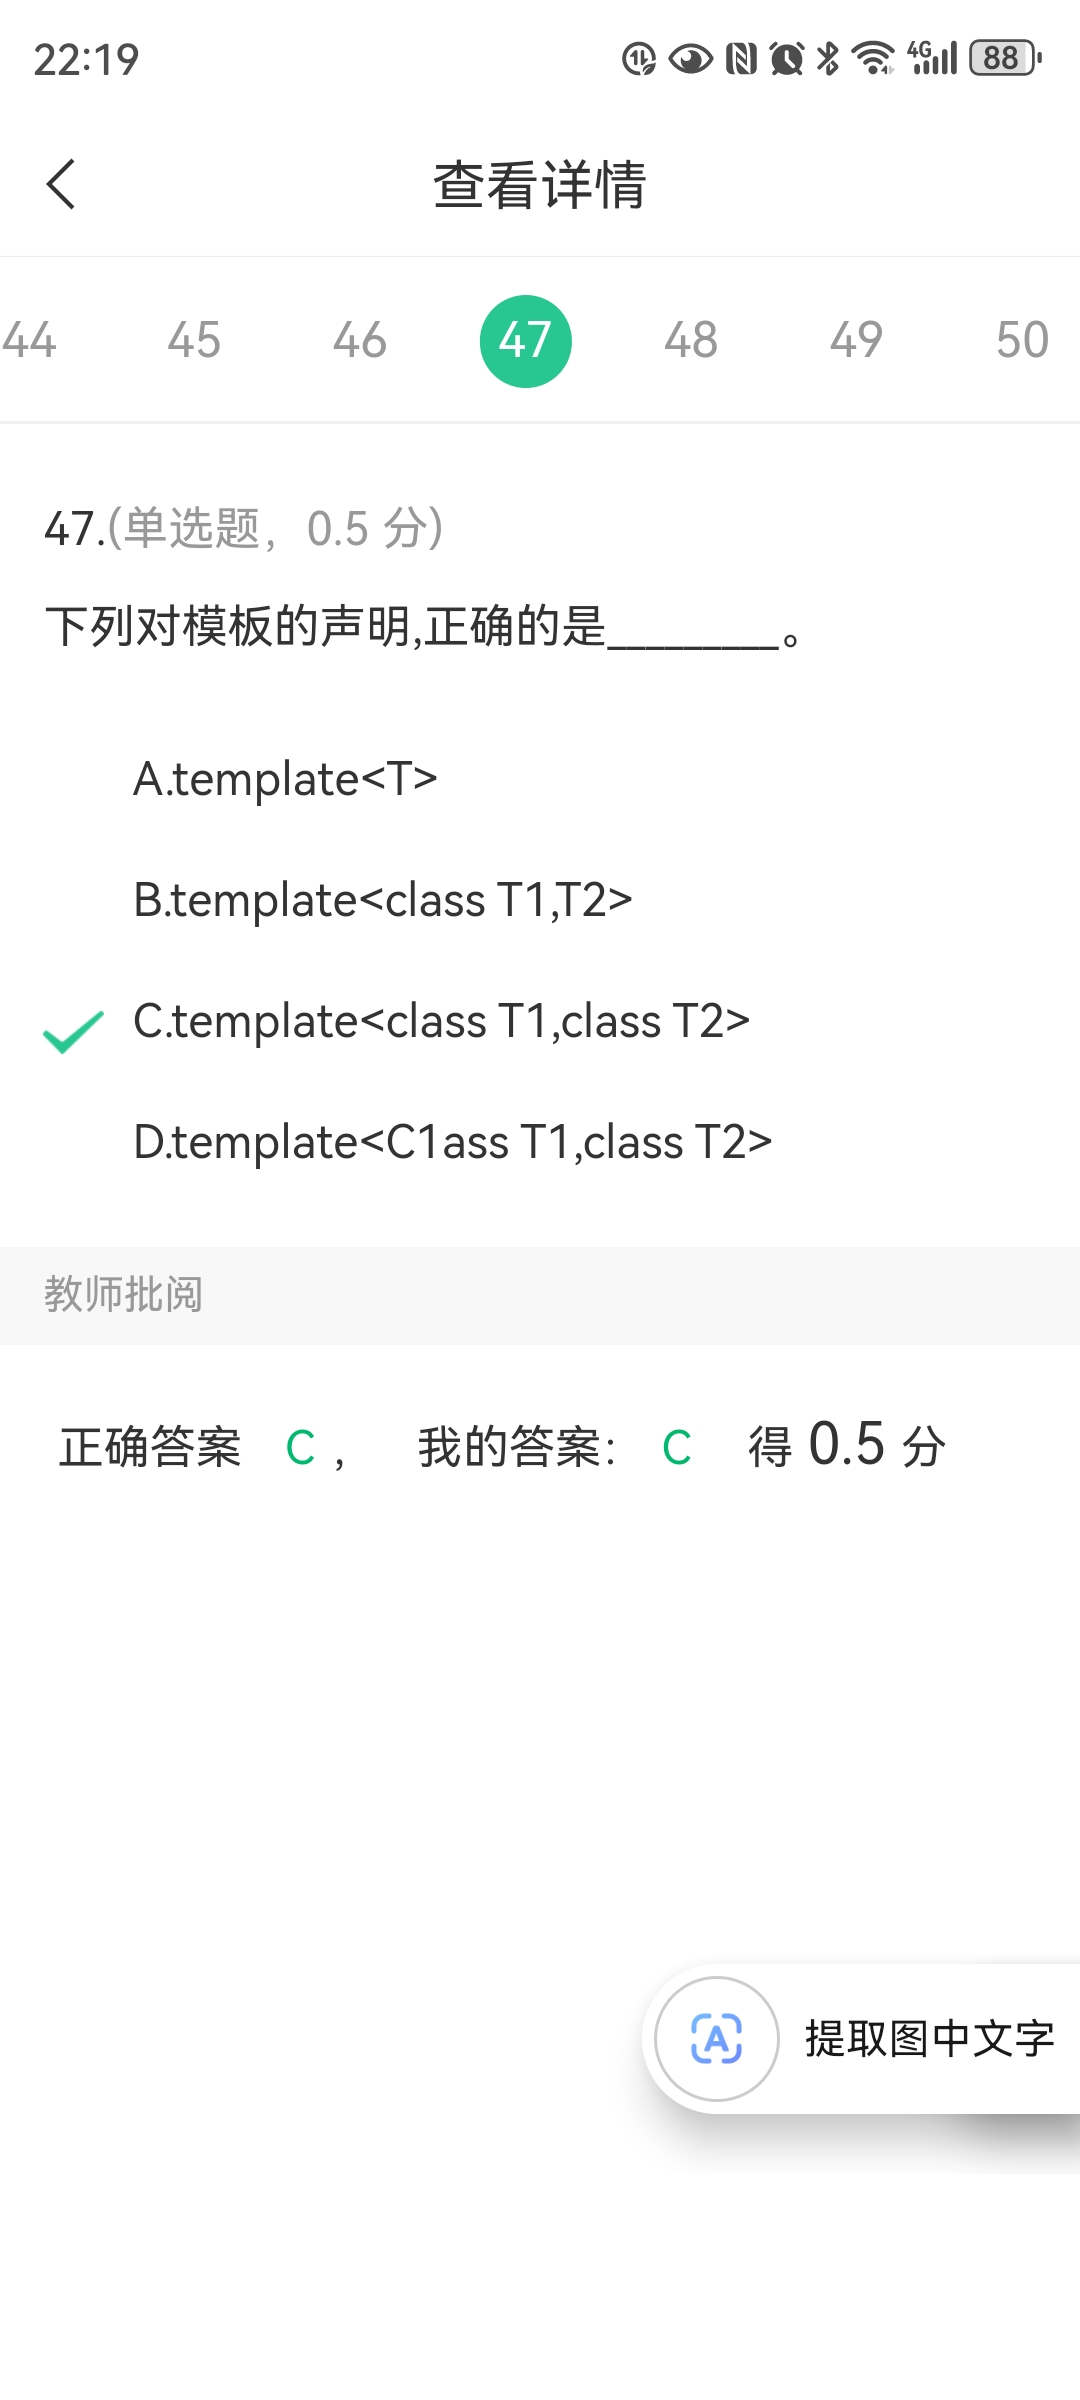 22:19
4G 88
查看详情
44 45 46 47 48 49 50
47.(单选题，0.5 分)
下列对模板的声明,正确的是_________。
A.template<T>
B.template<class T1,T2>
C.template<class T1,class T2>
D.template<C1ass T1,class T2>
教师批阅
正确答案 C ， 我的答案： C 得 0.5 分
A 提取图中文字